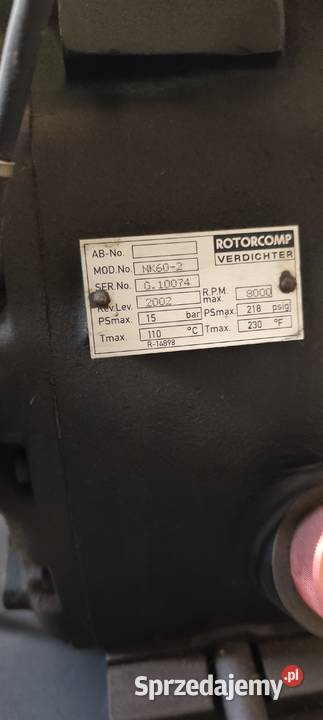 ROTORCOMP
VERDICHTER
AB-No.
MOD.No. NK60-2
SER.No. G.10074
Rev.Lev. 2002 R.P.M. max. 8000
PSmax. 15 bar PSmax. 218 psig
Tmax. 110 °C Tmax. 230 °F
R-14898
Sprzedajemy.pl